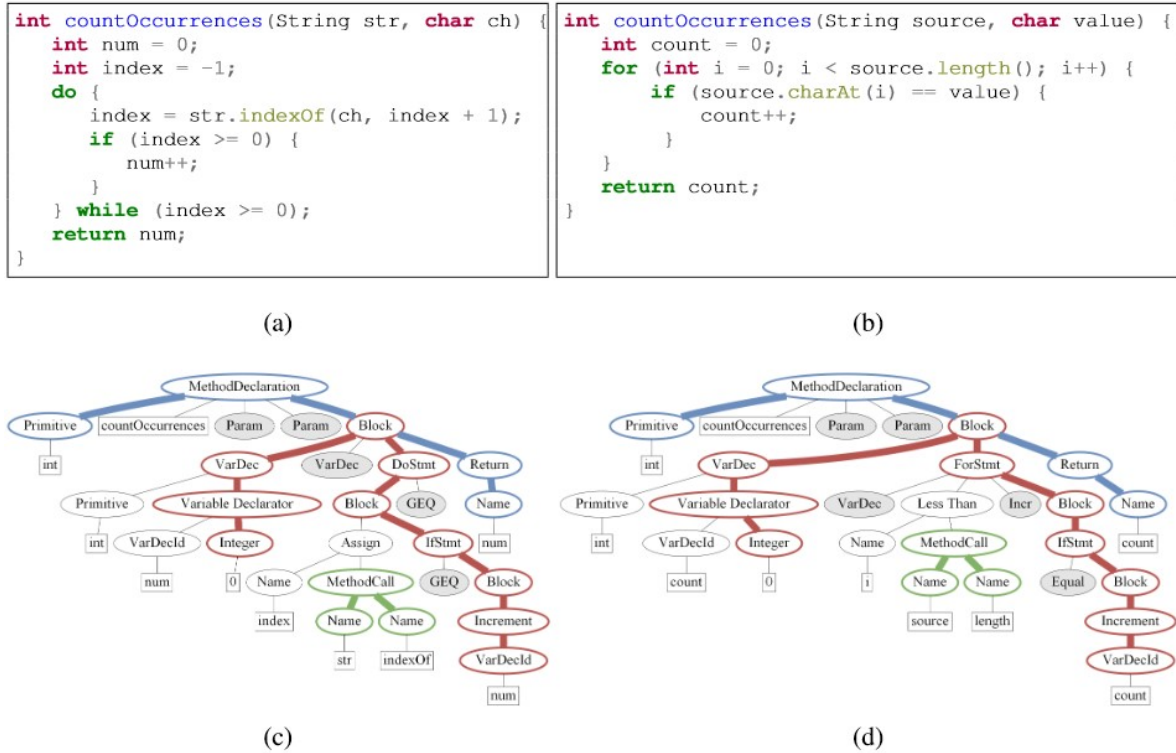 int countOccurrences(String str, char ch) {
int num = 0;
int index = -1;
do {
index = str.indexOf(ch, index + 1);
if (index >= 0) {
num++;
}
} while (index >= 0);
return num;
}
(a)
int countOccurrences(String source, char value) {
int count = 0;
for (int i = 0; i < source.length(); i++) {
if (source.charAt(i) == value) {
count++;
}
}
return count;
}
(b)
MethodDeclaration
Primitive countOccurrences Param Param Block
int VarDec VarDec DoStmt Return
Primitive Variable Declarator Block GEQ Name
int VarDecId Integer Assign IfStmt num
num 0 Name MethodCall GEQ Block
index Name Name Increment
str indexOf VarDecId
num
(c)
MethodDeclaration
Primitive countOccurrences Param Param Block
int VarDec ForStmt Return
Primitive Variable Declarator VarDec Less Than Incr Block Name
int VarDecId Integer Name MethodCall IfStmt count
count 0 i Name Name Equal Block
source length Increment
VarDecId
count
(d)